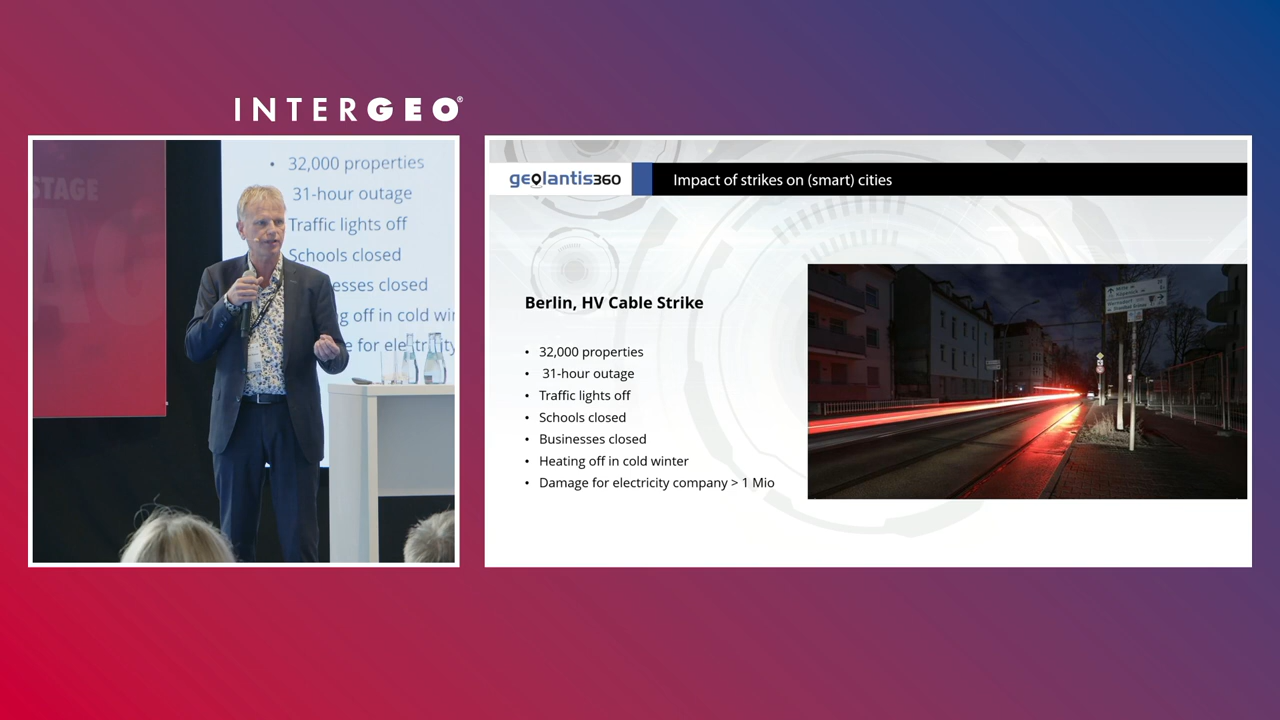 INTERGEO®
STAGE
• 32,000 properties
31-hour outage
Traffic lights off
Schools closed
esses closed
g off in cold wi
e for electricity
geolantis360
Impact of strikes on (smart) cities
Berlin, HV Cable Strike
• 32,000 properties
• 31-hour outage
• Traffic lights off
• Schools closed
• Businesses closed
• Heating off in cold winter
• Damage for electricity company > 1 Mio